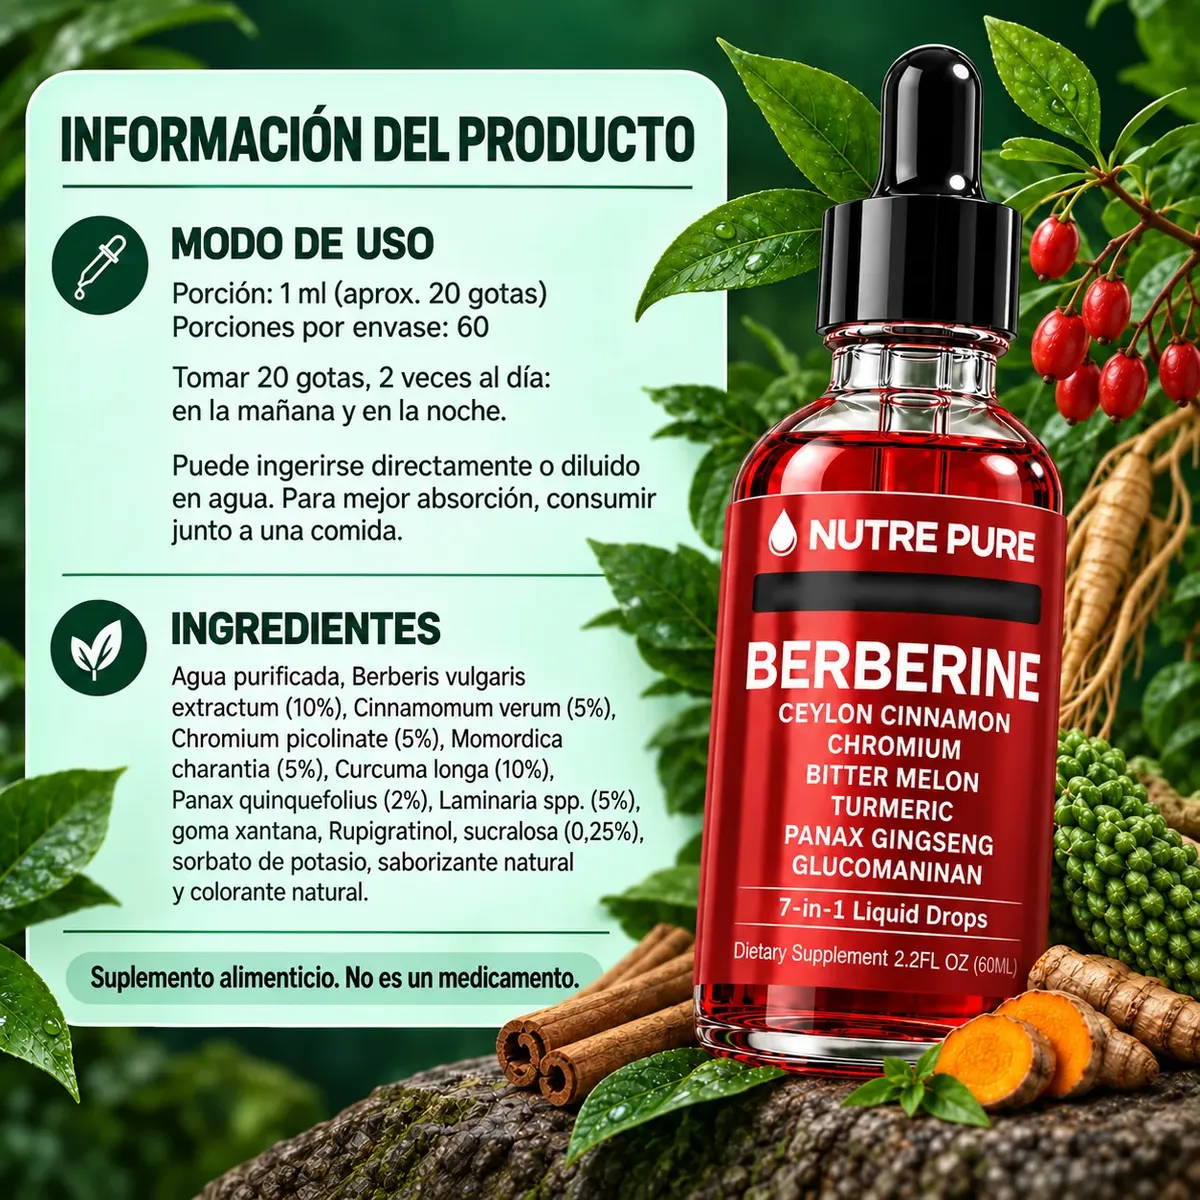 INFORMACIÓN DEL PRODUCTO
MODO DE USO
Porción: 1 ml (aprox. 20 gotas)
Porciones por envase: 60
Tomar 20 gotas, 2 veces al día:
en la mañana y en la noche.
Puede ingerirse directamente o diluido
en agua. Para mejor absorción, consumir
junto a una comida.
INGREDIENTES
Agua purificada, Berberis vulgaris
extractum (10%), Cinnamomum verum (5%),
Chromium picolinate (5%), Momordica
charantia (5%), Curcuma longa (10%),
Panax quinquefolius (2%), Laminaria spp. (5%),
goma xantana, Rupigratinol, sucralosa (0,25%),
sorbato de potasio, saborizante natural
y colorante natural.
Suplemento alimenticio. No es un medicamento.
NUTRE PURE
BERBERINE
CEYLON CINNAMON
CHROMIUM
BITTER MELON
TURMERIC
PANAX GINGSENG
GLUCOMANINAN
7-in-1 Liquid Drops
Dietary Supplement 2.2FL OZ (60ML)